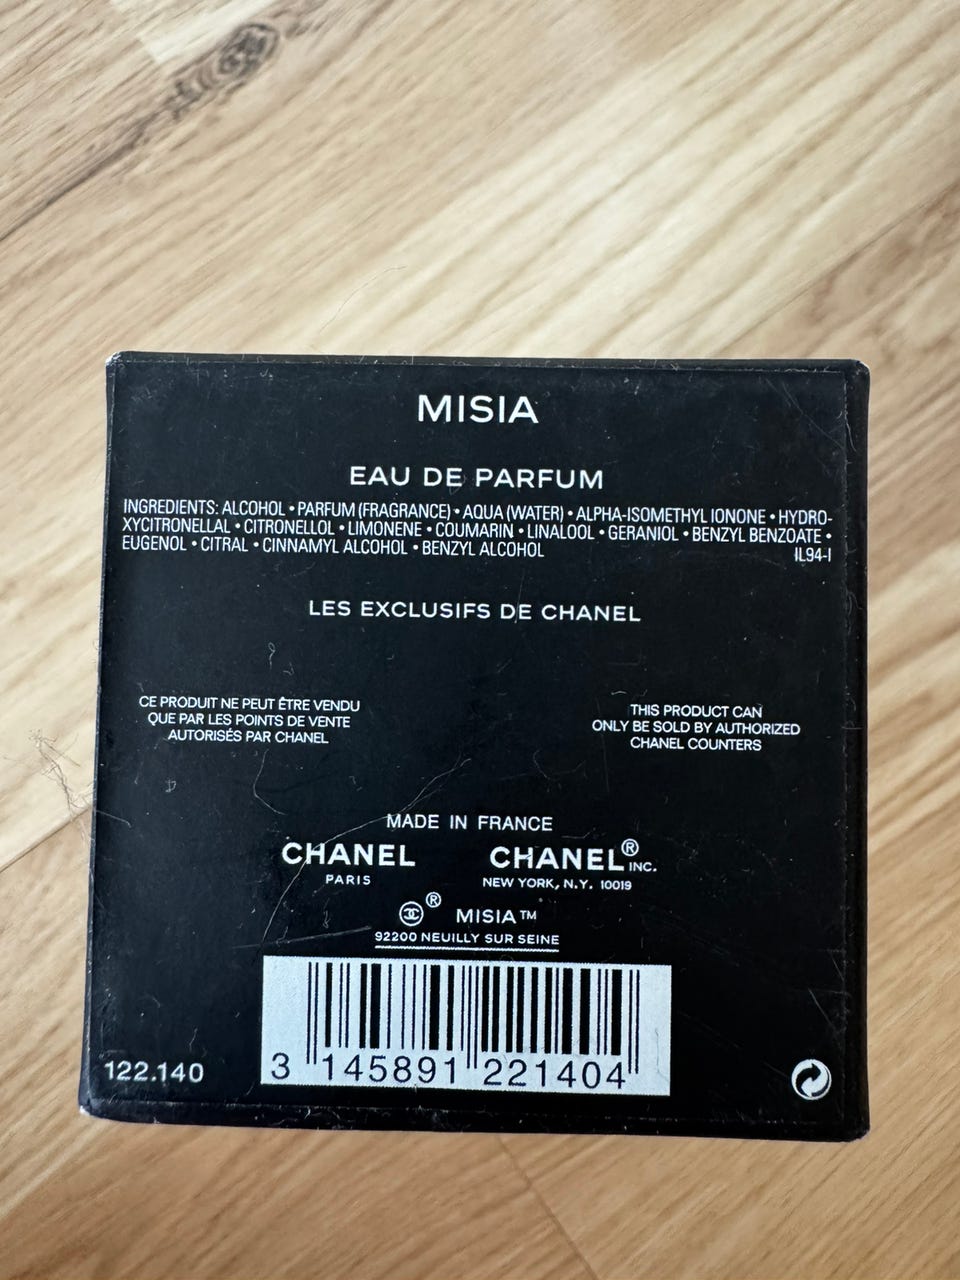 MISIA
EAU DE PARFUM
INGREDIENTS: ALCOHOL • PARFUM (FRAGRANCE) • AQUA (WATER) • ALPHA-ISOMETHYL IONONE • HYDRO-
XYCITRONELLAL • CITRONELLOL • LIMONENE • COUMARIN • LINALOOL • GERANIOL • BENZYL BENZOATE •
EUGENOL • CITRAL • CINNAMYL ALCOHOL • BENZYL ALCOHOL IL94-I
LES EXCLUSIFS DE CHANEL
CE PRODUIT NE PEUT ÊTRE VENDU
QUE PAR LES POINTS DE VENTE
AUTORISÉS PAR CHANEL
THIS PRODUCT CAN
ONLY BE SOLD BY AUTHORIZED
CHANEL COUNTERS
MADE IN FRANCE
CHANEL
PARIS
CHANEL® INC.
NEW YORK, N.Y. 10019
® MISIA™
92200 NEUILLY SUR SEINE
3 145891 221404
122.140